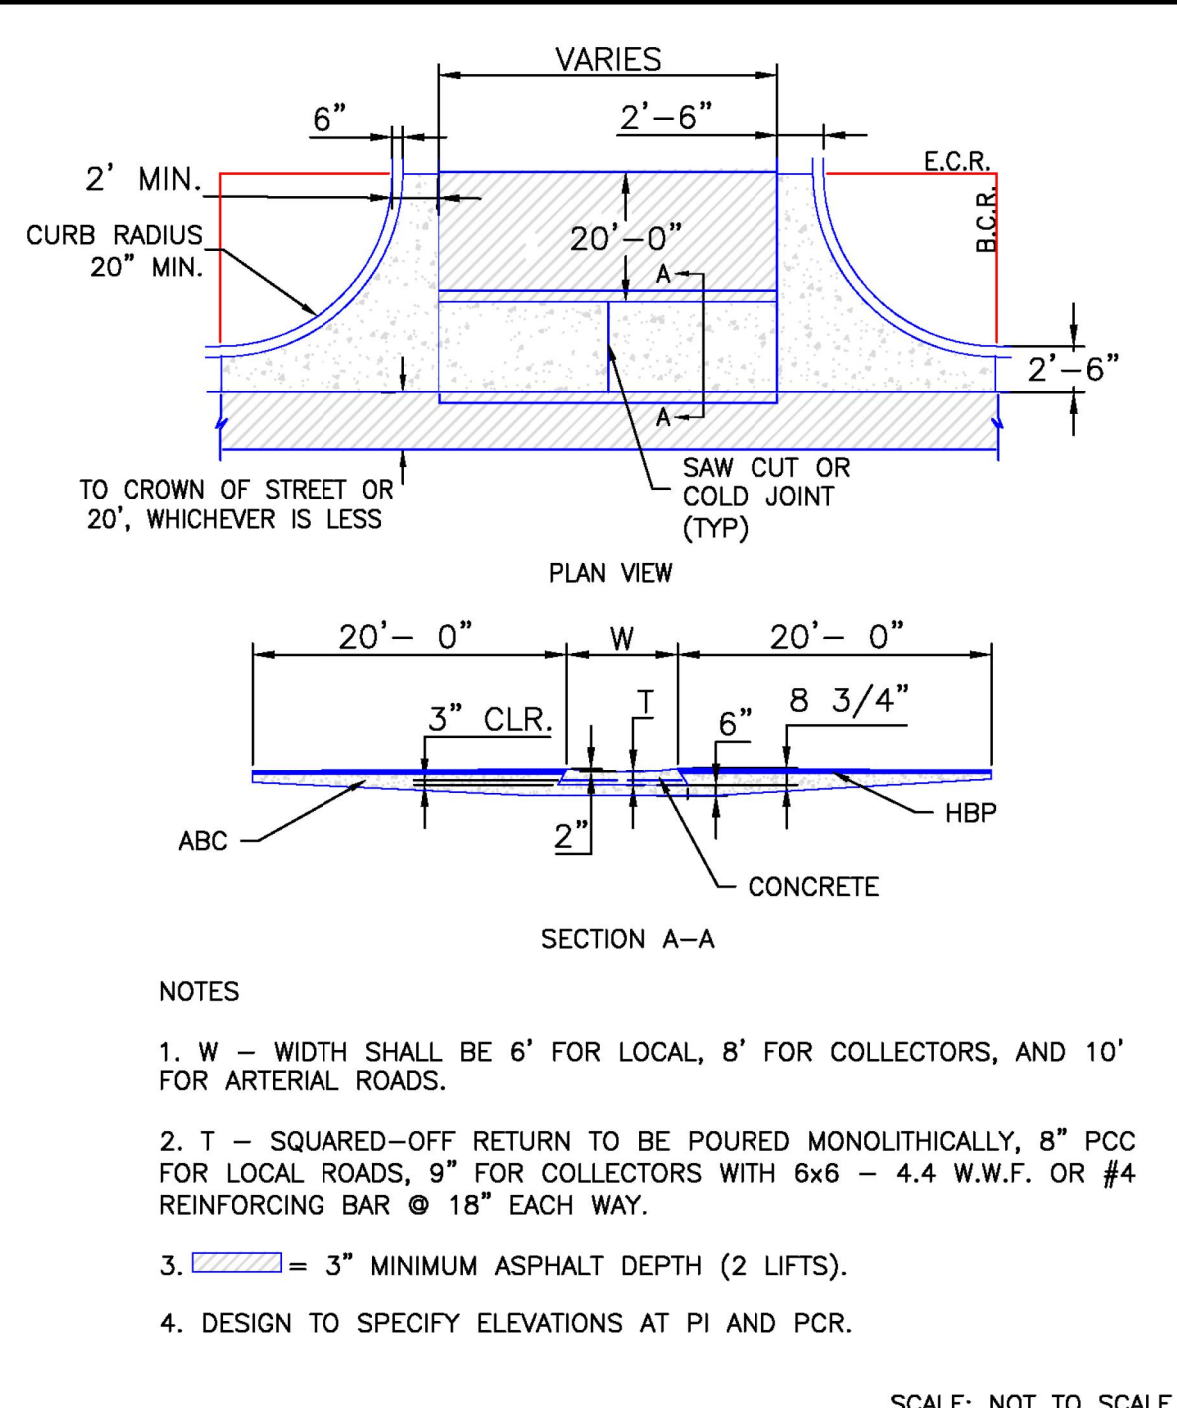 VARIES
6”
2’–6”
E.C.R.
2’ MIN.
B.C.R.
CURB RADIUS
20” MIN.
20’–0”
A
2’–6”
A
SAW CUT OR
COLD JOINT
(TYP)
TO CROWN OF STREET OR
20’, WHICHEVER IS LESS
PLAN VIEW
20’– 0”
W
20’– 0”
3” CLR.
T
6”
8 3/4”
ABC
2”
HBP
CONCRETE
SECTION A–A
NOTES
1. W – WIDTH SHALL BE 6’ FOR LOCAL, 8’ FOR COLLECTORS, AND 10’
FOR ARTERIAL ROADS.
2. T – SQUARED–OFF RETURN TO BE POURED MONOLITHICALLY, 8” PCC
FOR LOCAL ROADS, 9” FOR COLLECTORS WITH 6x6 – 4.4 W.W.F. OR #4
REINFORCING BAR @ 18” EACH WAY.
3. = 3” MINIMUM ASPHALT DEPTH (2 LIFTS).
4. DESIGN TO SPECIFY ELEVATIONS AT PI AND PCR.
SCALE: NOT TO SCALE